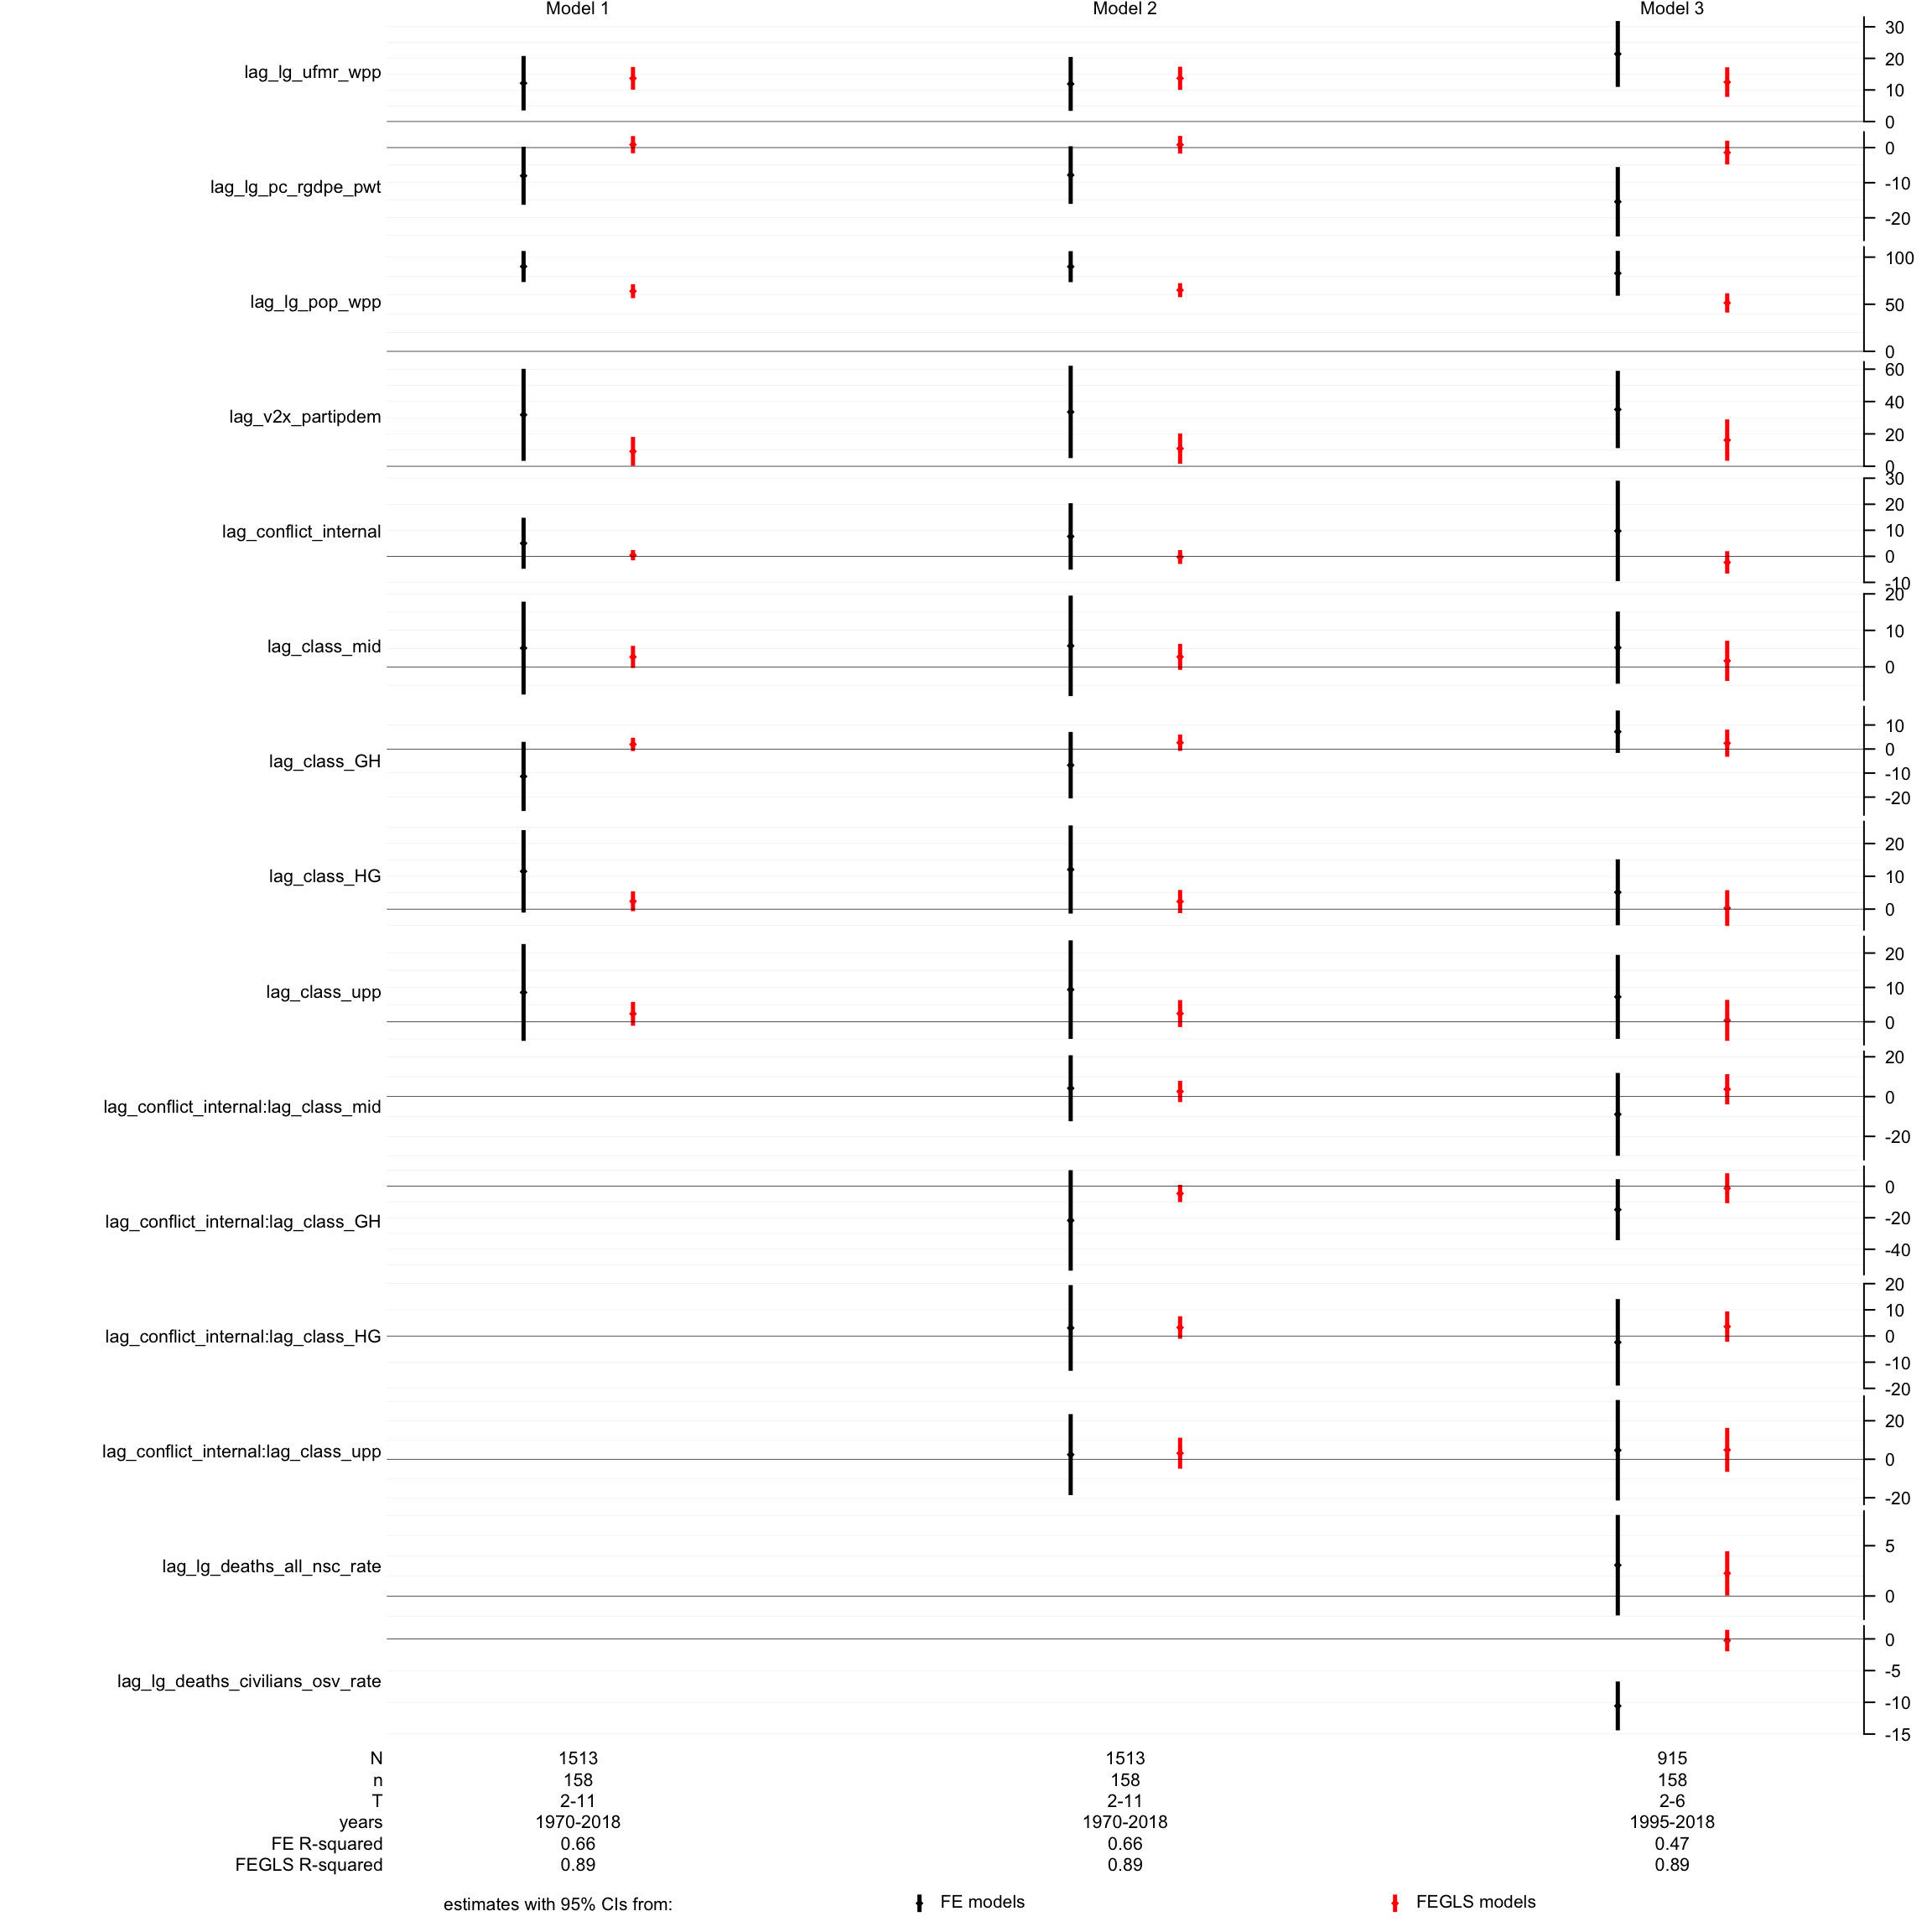 Model 1 Model 2 Model 3
lag_lg_ufmr_wpp
30
20
10
0
lag_lg_pc_rgdpe_pwt
0
-10
-20
lag_lg_pop_wpp
100
50
0
lag_v2x_partipdem
60
40
20
0
lag_conflict_internal
30
20
10
0
-10
lag_class_mid
20
10
0
lag_class_GH
10
0
-10
-20
lag_class_HG
20
10
0
lag_class_upp
20
10
0
lag_conflict_internal:lag_class_mid
20
0
-20
lag_conflict_internal:lag_class_GH
0
-20
-40
lag_conflict_internal:lag_class_HG
20
10
0
-10
-20
lag_conflict_internal:lag_class_upp
20
0
-20
lag_lg_deaths_all_nsc_rate
5
0
lag_lg_deaths_civilians_osv_rate
0
-5
-10
-15
N 1513 1513 915
n 158 158 158
T 2-11 2-11 2-6
years 1970-2018 1970-2018 1995-2018
FE R-squared 0.66 0.66 0.47
FEGLS R-squared 0.89 0.89 0.89
estimates with 95% CIs from: FE models FEGLS models